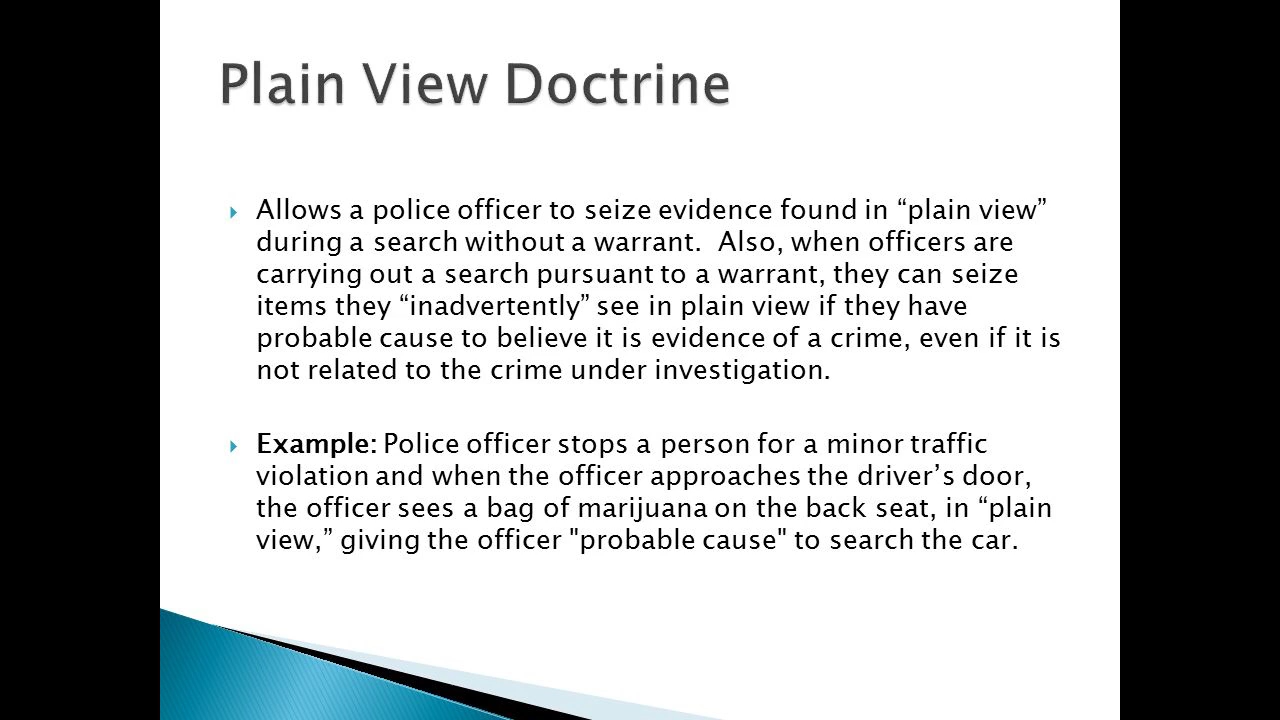 Plain View Doctrine
Allows a police officer to seize evidence found in “plain view”
during a search without a warrant.  Also, when officers are
carrying out a search pursuant to a warrant, they can seize
items they “inadvertently” see in plain view if they have
probable cause to believe it is evidence of a crime, even if it is
not related to the crime under investigation.
Example: Police officer stops a person for a minor traffic
violation and when the officer approaches the driver’s door,
the officer sees a bag of marijuana on the back seat, in “plain
view,” giving the officer "probable cause" to search the car.